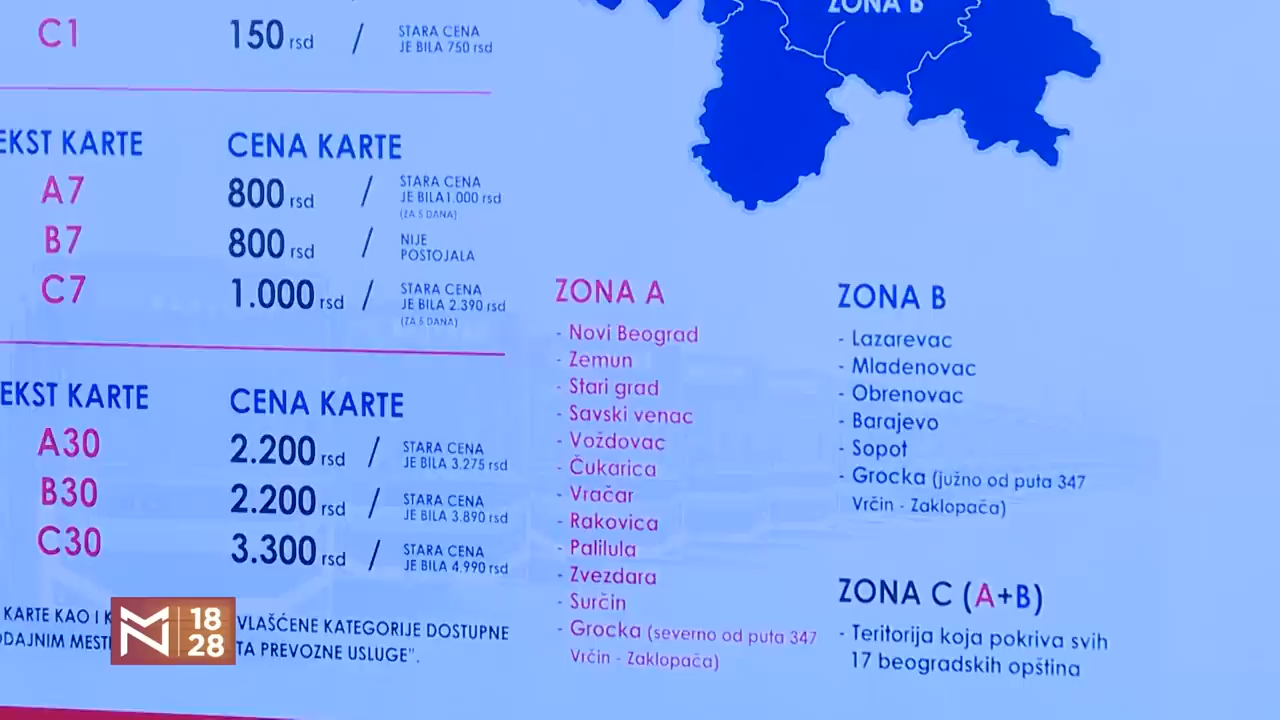 C1
150 rsd / STARA CENA
JE BILA 750 rsd
EKST KARTE
CENA KARTE
A7
800 rsd / STARA CENA
JE BILA 1.000 rsd
(ZA 5 DANA)
B7
800 rsd / NIJE
POSTOJALA
C7
1.000 rsd / STARA CENA
JE BILA 2.390 rsd
(ZA 5 DANA)
EKST KARTE
CENA KARTE
A30
2.200 rsd / STARA CENA
JE BILA 3.275 rsd
B30
2.200 rsd / STARA CENA
JE BILA 3.890 rsd
C30
3.300 rsd / STARA CENA
JE BILA 4.990 rsd
KARTE KAO I VLAŠĆENE KATEGORIJE DOSTUPNE
TA PREVOZNE USLUGE".
18
28
ZONA B
ZONA A
- Novi Beograd
- Zemun
- Stari grad
- Savski venac
- Voždovac
- Čukarica
- Vračar
- Rakovica
- Palilula
- Zvezdara
- Surčin
- Grocka (severno od puta 347
Vrčin - Zaklopača)
ZONA B
- Lazarevac
- Mladenovac
- Obrenovac
- Barajevo
- Sopot
- Grocka (južno od puta 347
Vrčin - Zaklopača)
ZONA C (A+B)
- Teritorija koja pokriva svih
17 beogradskih opština